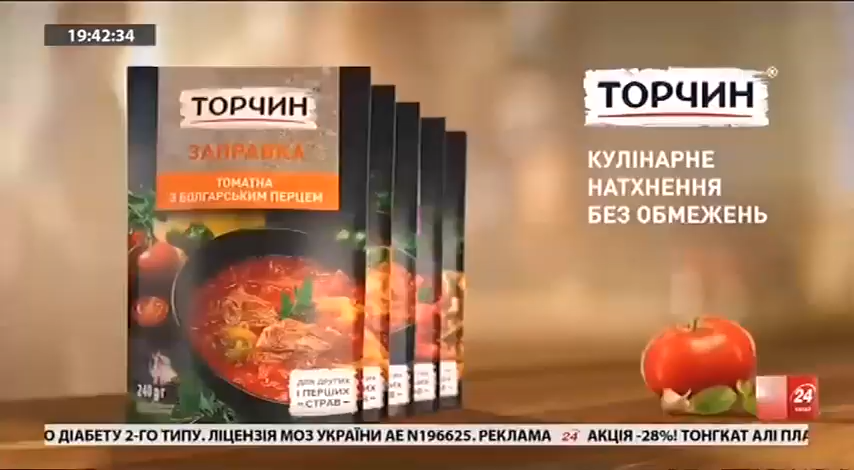 19:42:34
ТОРЧИН
ЗАПРАВКА
ТОМАТНА
З БОЛГАРСЬКИМ ПЕРЦЕМ
240 g г
ДЛЯ ДРУГИХ
І ПЕРШИХ
СТРАВ
ТОРЧИН®
КУЛІНАРНЕ
НАТХНЕННЯ
БЕЗ ОБМЕЖЕНЬ
24
КАНАЛ
О ДІАБЕТУ 2-ГО ТИПУ. ЛІЦЕНЗІЯ МОЗ УКРАЇНИ АЕ N196625. РЕКЛАМА 24 АКЦІЯ -28%! ТОНГКАТ АЛІ ПЛА